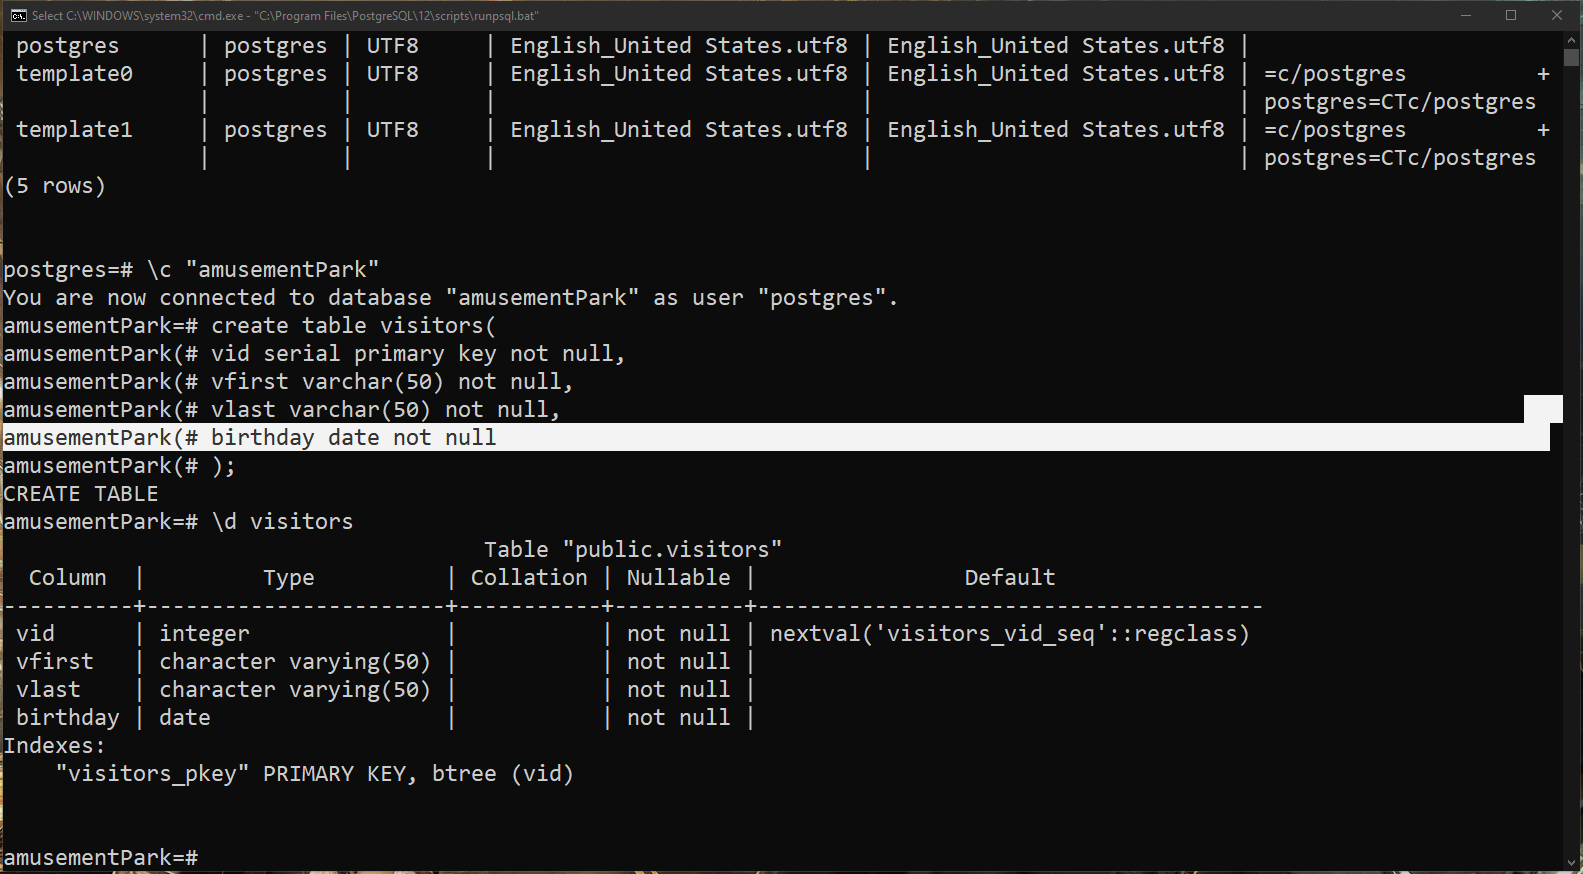 Select C:\WINDOWS\system32\cmd.exe - "C:\Program Files\PostgreSQL\12\scripts\runpsql.bat"
postgres | postgres | UTF8 | English_United States.utf8 | English_United States.utf8 |
template0 | postgres | UTF8 | English_United States.utf8 | English_United States.utf8 | =c/postgres +
| | | | | postgres=CTc/postgres
template1 | postgres | UTF8 | English_United States.utf8 | English_United States.utf8 | =c/postgres +
| | | | | postgres=CTc/postgres
(5 rows)
postgres=# \c "amusementPark"
You are now connected to database "amusementPark" as user "postgres".
amusementPark=# create table visitors(
amusementPark(# vid serial primary key not null,
amusementPark(# vfirst varchar(50) not null,
amusementPark(# vlast varchar(50) not null,
amusementPark(# birthday date not null
amusementPark(# );
CREATE TABLE
amusementPark=# \d visitors
Table "public.visitors"
Column | Type | Collation | Nullable | Default
----------+-----------------------+-----------+----------+---------------------------------------
vid | integer | | not null | nextval('visitors_vid_seq'::regclass)
vfirst | character varying(50) | | not null |
vlast | character varying(50) | | not null |
birthday | date | | not null |
Indexes:
"visitors_pkey" PRIMARY KEY, btree (vid)
amusementPark=#